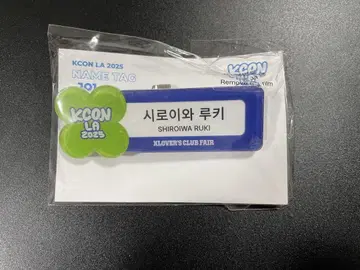 KCON LA 2025
NAME TAG
KCON
KCON
LA
2025
시로이와 루키
SHIROIWA RUKI
KLOVER'S CLUB FAIR